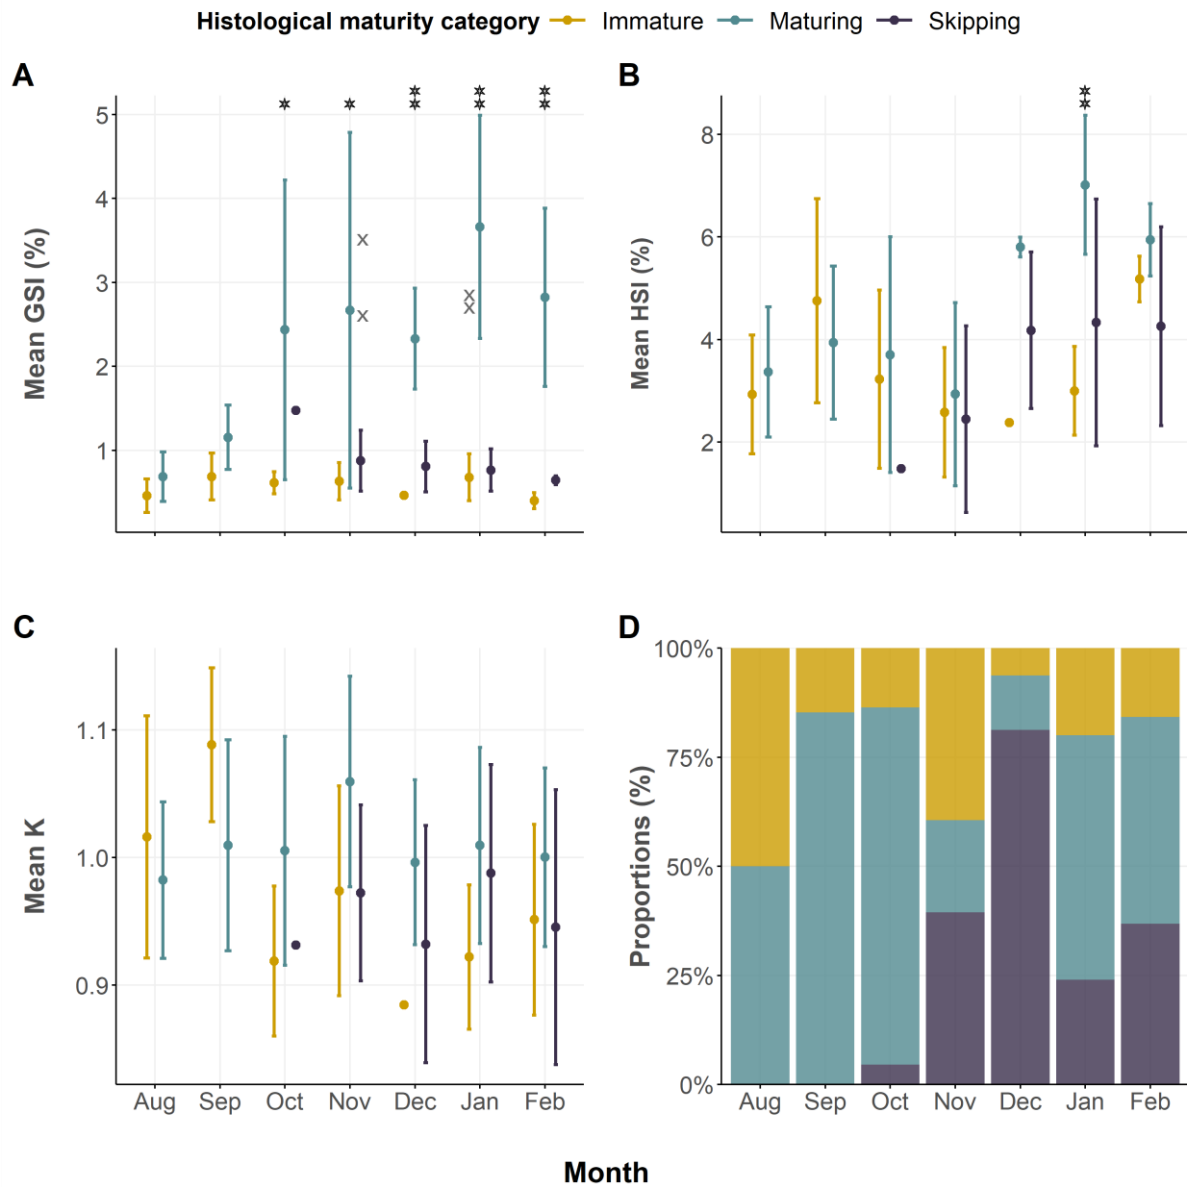 Histological maturity category Immature Maturing Skipping
A
Mean GSI (%)
5
4
3
2
1
x
x
x
x
B
Mean HSI (%)
8
6
4
2
C
Mean K
1.1
1.0
0.9
Aug Sep Oct Nov Dec Jan Feb
D
Proportions (%)
100%
75%
50%
25%
0%
Aug Sep Oct Nov Dec Jan Feb
Month